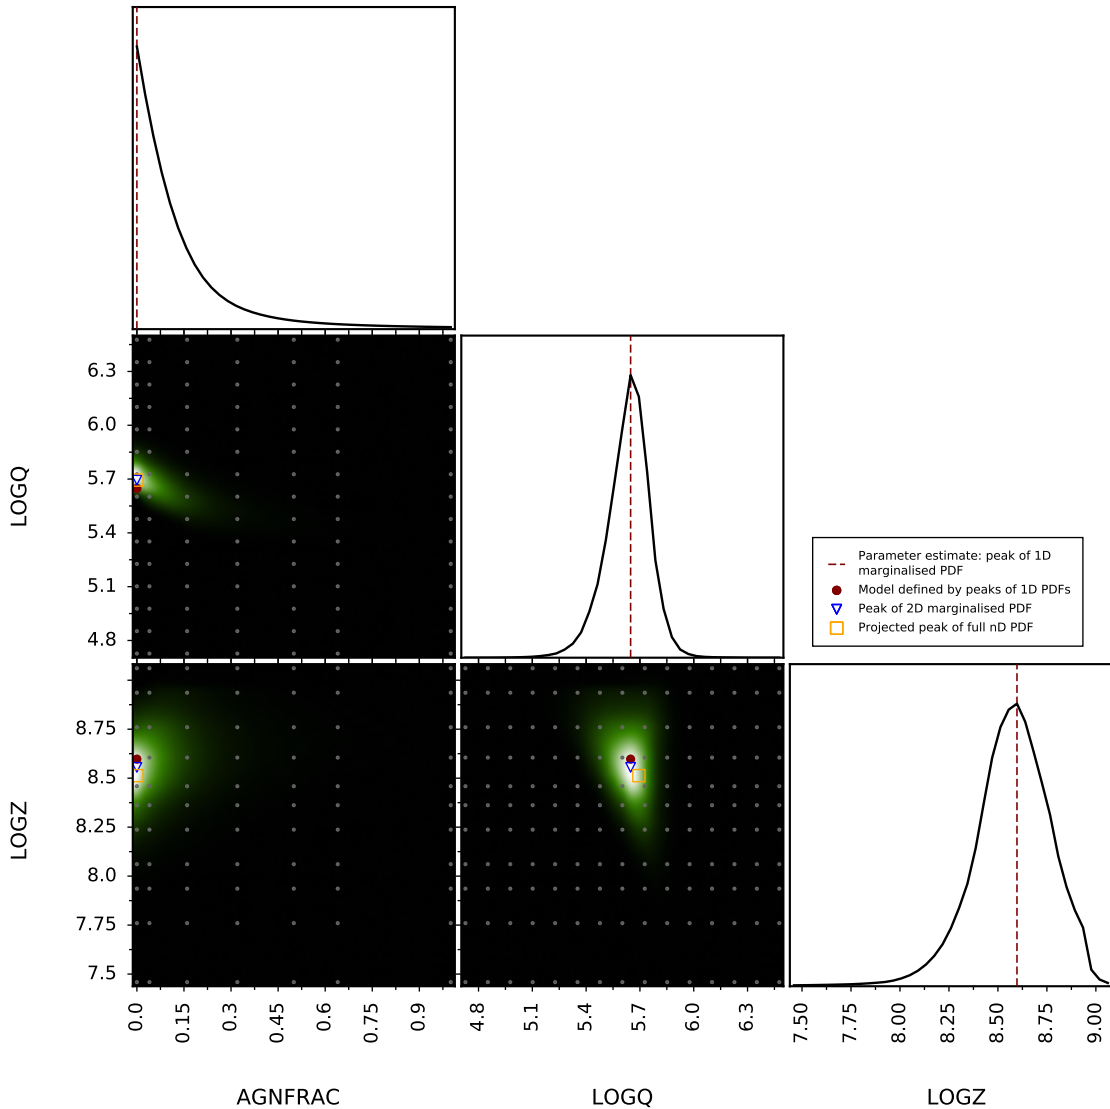 LOGQ
6.3
6.0
5.7
5.4
5.1
4.8
Parameter estimate: peak of 1D
marginalised PDF
Model defined by peaks of 1D PDFs
Peak of 2D marginalised PDF
Projected peak of full nD PDF
LOGZ
8.75
8.5
8.25
8.0
7.75
7.5
0.0 0.15 0.3 0.45 0.6 0.75 0.9
4.8 5.1 5.4 5.7 6.0 6.3
7.50 7.75 8.00 8.25 8.50 8.75 9.00
AGNFRAC LOGQ LOGZ